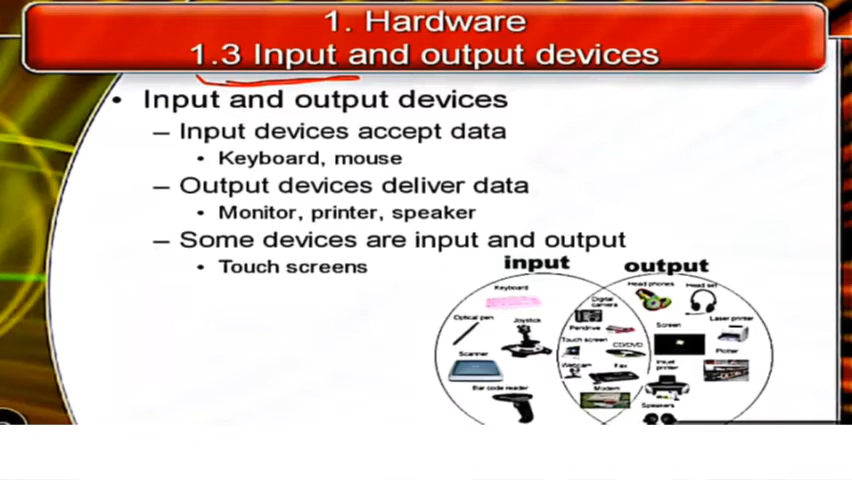 1. Hardware
1.3 Input and output devices
• Input and output devices
– Input devices accept data
• Keyboard, mouse
– Output devices deliver data
• Monitor, printer, speaker
– Some devices are input and output
• Touch screens
input
output
Keyboard
Optical pen
Joystick
Scanner
Bar code reader
Digital camera
Pendrive
Touch screen
CD/DVD
Webcam
Fax
Modem
Head phones
Head set
Laser printer
Screen
Plotter
Inkjet printer
Speakers